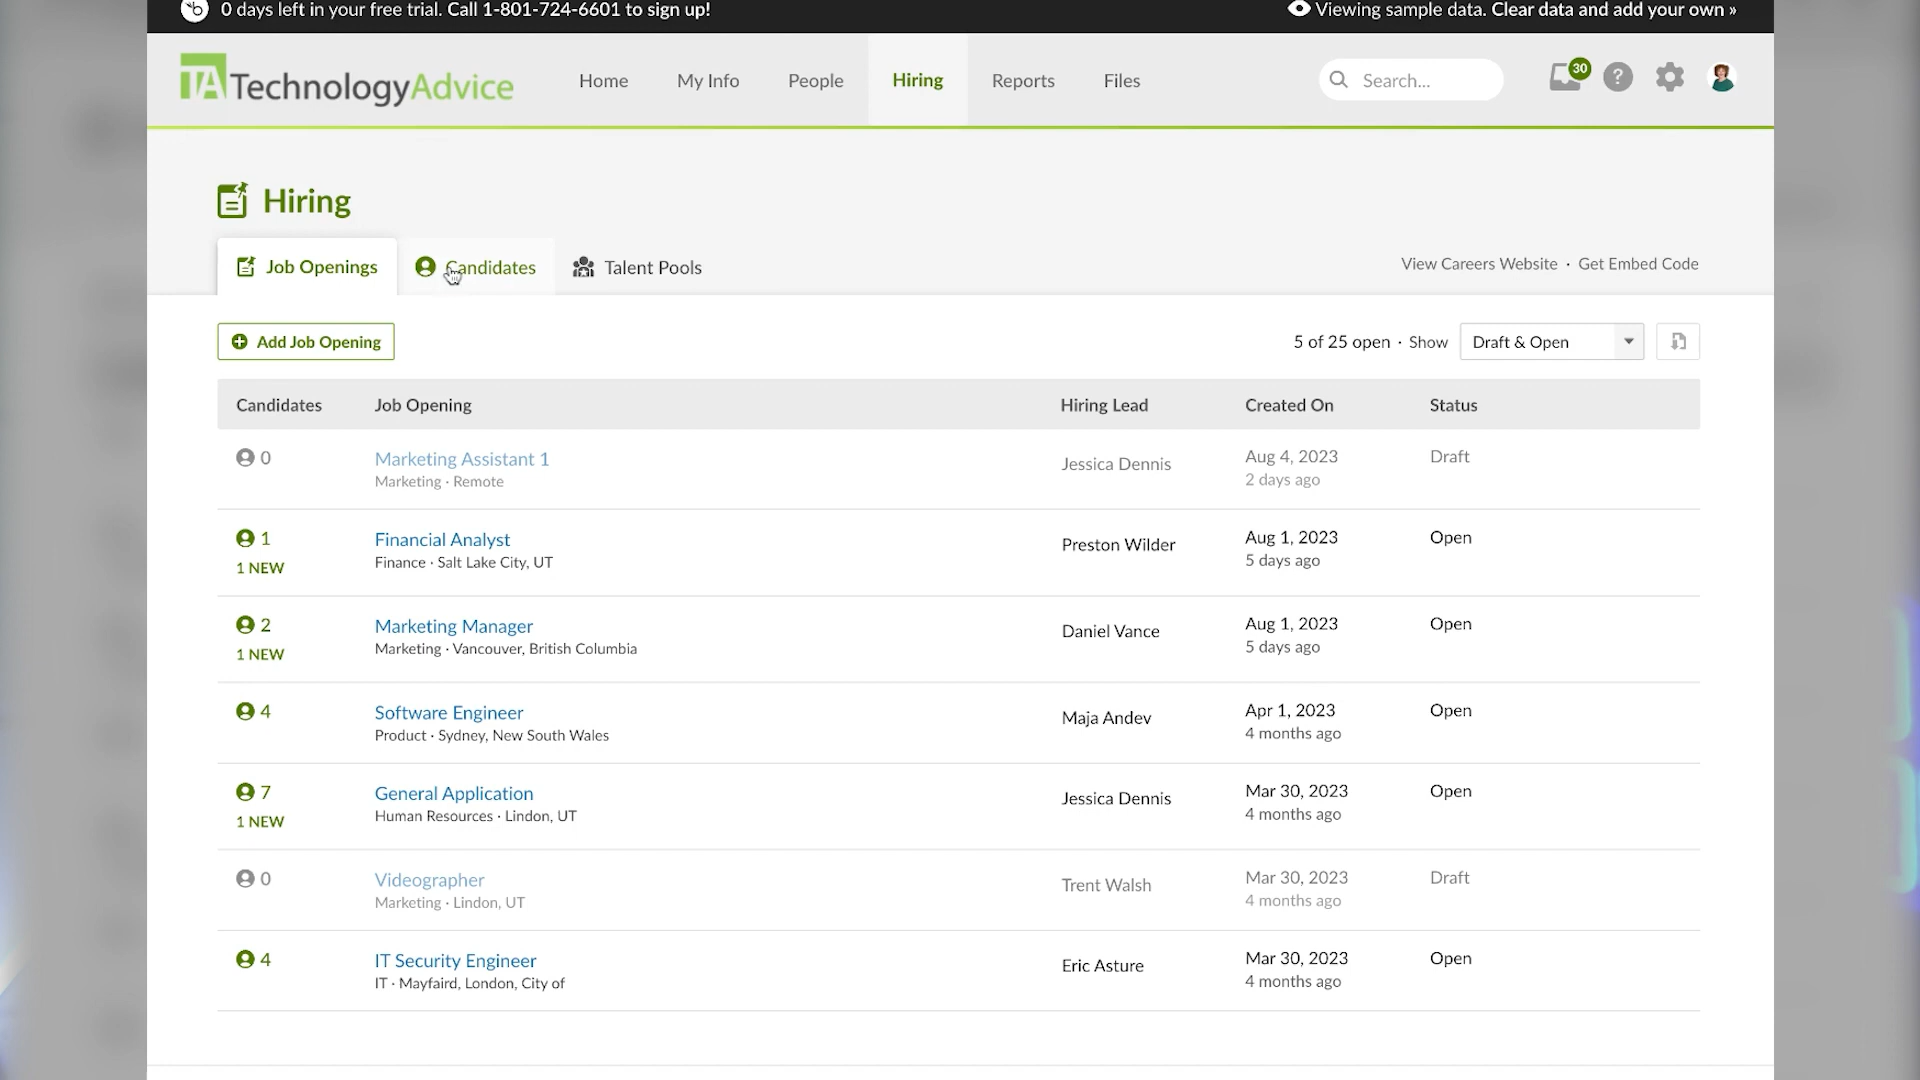 0 days left in your free trial. Call 1-801-724-6601 to sign up!
Viewing sample data. Clear data and add your own »
TA TechnologyAdvice
Home
My Info
People
Hiring
Reports
Files
Search...
30
?
Hiring
Job Openings
Candidates
Talent Pools
View Careers Website · Get Embed Code
Add Job Opening
5 of 25 open · Show
Draft & Open
Candidates
Job Opening
Hiring Lead
Created On
Status
0
Marketing Assistant 1
Marketing · Remote
Jessica Dennis
Aug 4, 2023
2 days ago
Draft
1
1 NEW
Financial Analyst
Finance · Salt Lake City, UT
Preston Wilder
Aug 1, 2023
5 days ago
Open
2
1 NEW
Marketing Manager
Marketing · Vancouver, British Columbia
Daniel Vance
Aug 1, 2023
5 days ago
Open
4
Software Engineer
Product · Sydney, New South Wales
Maja Andev
Apr 1, 2023
4 months ago
Open
7
1 NEW
General Application
Human Resources · Lindon, UT
Jessica Dennis
Mar 30, 2023
4 months ago
Open
0
Videographer
Marketing · Lindon, UT
Trent Walsh
Mar 30, 2023
4 months ago
Draft
4
IT Security Engineer
IT · Mayfaird, London, City of
Eric Asture
Mar 30, 2023
4 months ago
Open